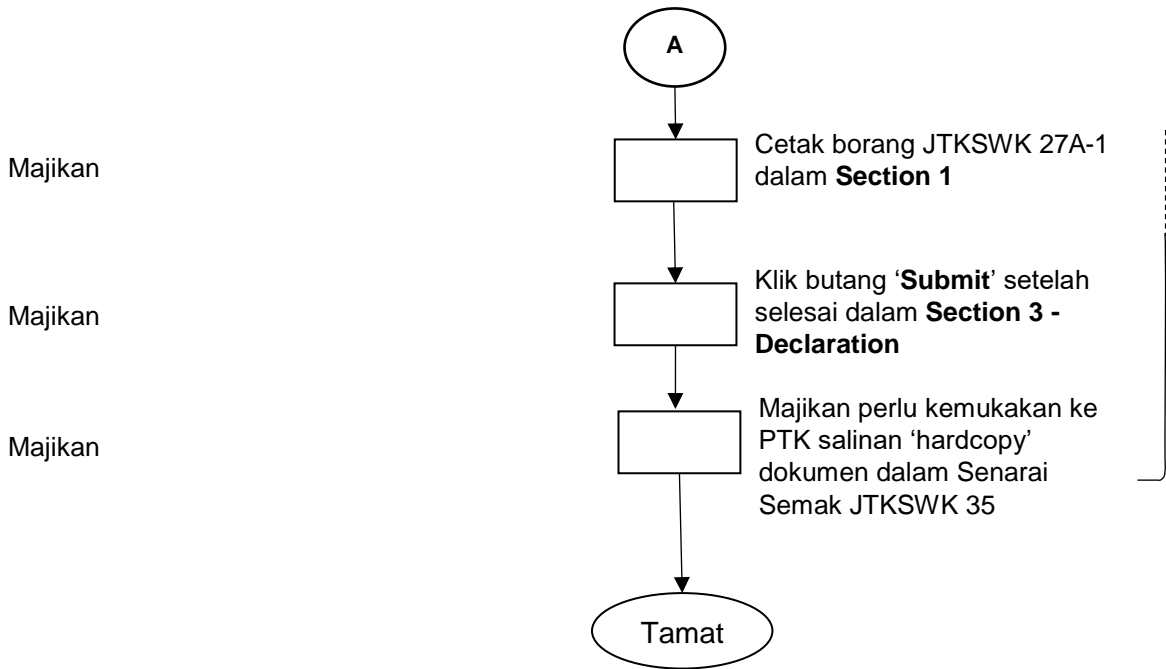 A
Majikan
Cetak borang JTKSWK 27A-1
dalam Section 1
Majikan
Klik butang ‘Submit’ setelah
selesai dalam Section 3 -
Declaration
Majikan
Majikan perlu kemukakan ke
PTK salinan ‘hardcopy’
dokumen dalam Senarai
Semak JTKSWK 35
Tamat